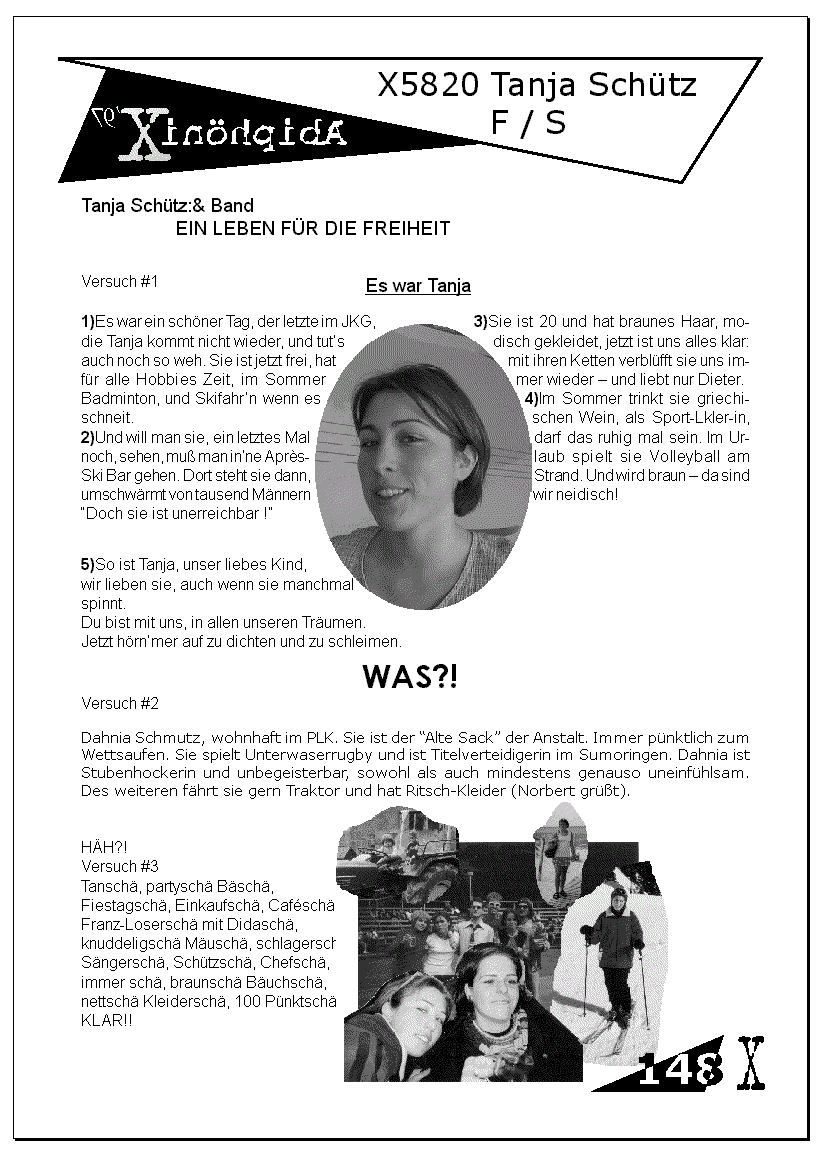 X5820 Tanja Schütz
F / S
Abiphönix '97
Tanja Schütz:& Band
EIN LEBEN FÜR DIE FREIHEIT
Versuch #1
Es war Tanja
1)Es war ein schöner Tag, der letzte im JKG,
die Tanja kommt nicht wieder, und tut's
auch noch so weh. Sie ist jetzt frei, hat
für alle Hobbies Zeit, im Sommer
Badminton, und Skifahr'n wenn es
schneit.
2)Und will man sie, ein letztes Mal
noch, sehen, muß man in'ne Après-
Ski Bar gehen. Dort steht sie dann,
umschwärmt von tausend Männern
"Doch sie ist unerreichbar !"
3)Sie ist 20 und hat braunes Haar, mo-
disch gekleidet, jetzt ist uns alles klar:
mit ihren Ketten verblüfft sie uns im-
mer wieder – und liebt nur Dieter.
4)Im Sommer trinkt sie griechi-
schen Wein, als Sport-Lkler-in,
darf das ruhig mal sein. Im Ur-
laub spielt sie Volleyball am
Strand. Und wird braun – da sind
wir neidisch!
5)So ist Tanja, unser liebes Kind,
wir lieben sie, auch wenn sie manchmal
spinnt.
Du bist mit uns, in allen unseren Träumen.
Jetzt hörn'mer auf zu dichten und zu schleimen.
WAS?!
Versuch #2
Dahnia Schmutz, wohnhaft im PLK. Sie ist der "Alte Sack" der Anstalt. Immer pünktlich zum
Wettsaufen. Sie spielt Unterwaserrugby und ist Titelverteidigerin im Sumoringen. Dahnia ist
Stubenhockerin und unbegeisterbar, sowohl als auch mindestens genauso uneinfühlsam.
Des weiteren fährt sie gern Traktor und hat Ritsch-Kleider (Norbert grüßt).
HÄH?!
Versuch #3
Tanschä, partyschä Bäschä,
Fiestagschä, Einkaufschä, Caféschä
Franz-Loserschä mit Didaschä,
knuddeligschä Mäuschä, schlagersch
Sängerschä, Schützschä, Chefschä,
immer schä, braunschä Bäuchschä,
nettschä Kleiderschä, 100 Pünktschä
KLAR!!
148 X